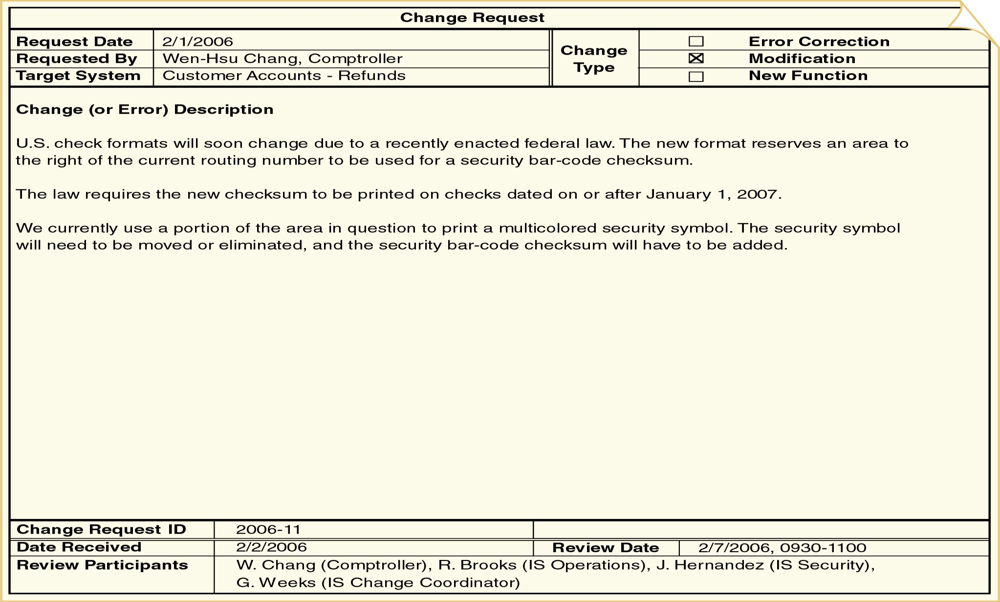 Change Request
Request Date 2/1/2006
Requested By Wen-Hsu Chang, Comptroller
Target System Customer Accounts - Refunds
Change
Type
☐ Error Correction
☒ Modification
☐ New Function
Change (or Error) Description
U.S. check formats will soon change due to a recently enacted federal law. The new format reserves an area to
the right of the current routing number to be used for a security bar-code checksum.
The law requires the new checksum to be printed on checks dated on or after January 1, 2007.
We currently use a portion of the area in question to print a multicolored security symbol. The security symbol
will need to be moved or eliminated, and the security bar-code checksum will have to be added.
Change Request ID 2006-11
Date Received 2/2/2006 Review Date 2/7/2006, 0930-1100
Review Participants W. Chang (Comptroller), R. Brooks (IS Operations), J. Hernandez (IS Security),
G. Weeks (IS Change Coordinator)